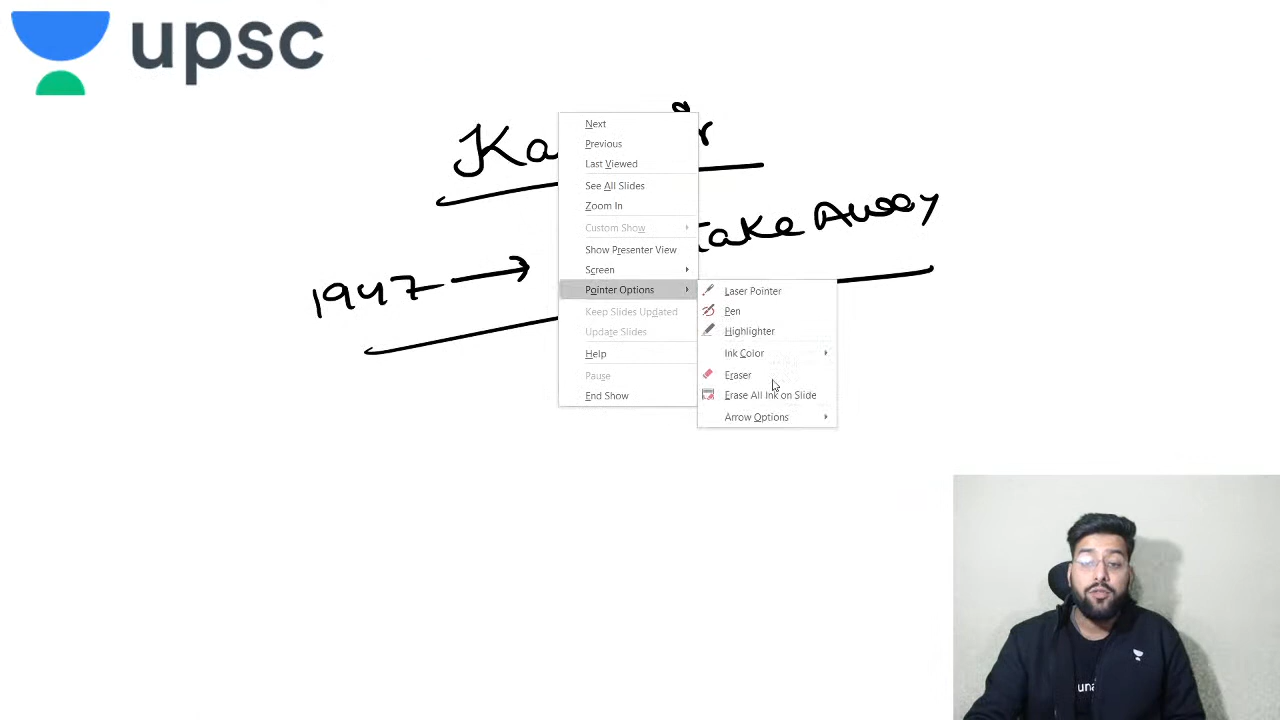 upsc
Next
Previous
Last Viewed
See All Slides
Zoom In
Custom Show
Show Presenter View
Screen
Pointer Options
Keep Slides Updated
Update Slides
Help
Pause
End Show
Take Away
1947 →
Laser Pointer
Pen
Highlighter
Ink Color
Eraser
Erase All Ink on Slide
Arrow Options